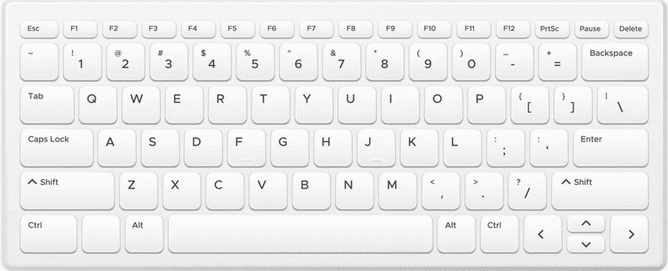 Esc F1 F2 F3 F4 F5 F6 F7 F8 F9 F10 F11 F12 PrtSc Pause Delete
~ ! 1 @ 2 # 3 $ 4 % 5 ^ 6 & 7 * 8 ( 9 ) 0 _ - + = Backspace
Tab Q W E R T Y U I O P { [ } ] | \
Caps Lock A S D F G H J K L : ; : ' Enter
^ Shift Z X C V B N M < , > . ? / ^ Shift
Ctrl Alt Alt Ctrl < ^ v >